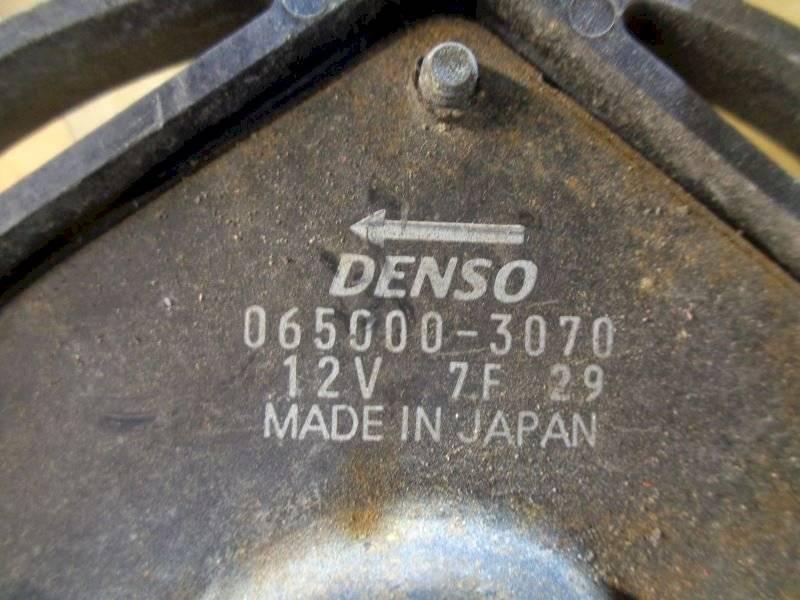 DENSO
065000-3070
12V 7F 29
MADE IN JAPAN